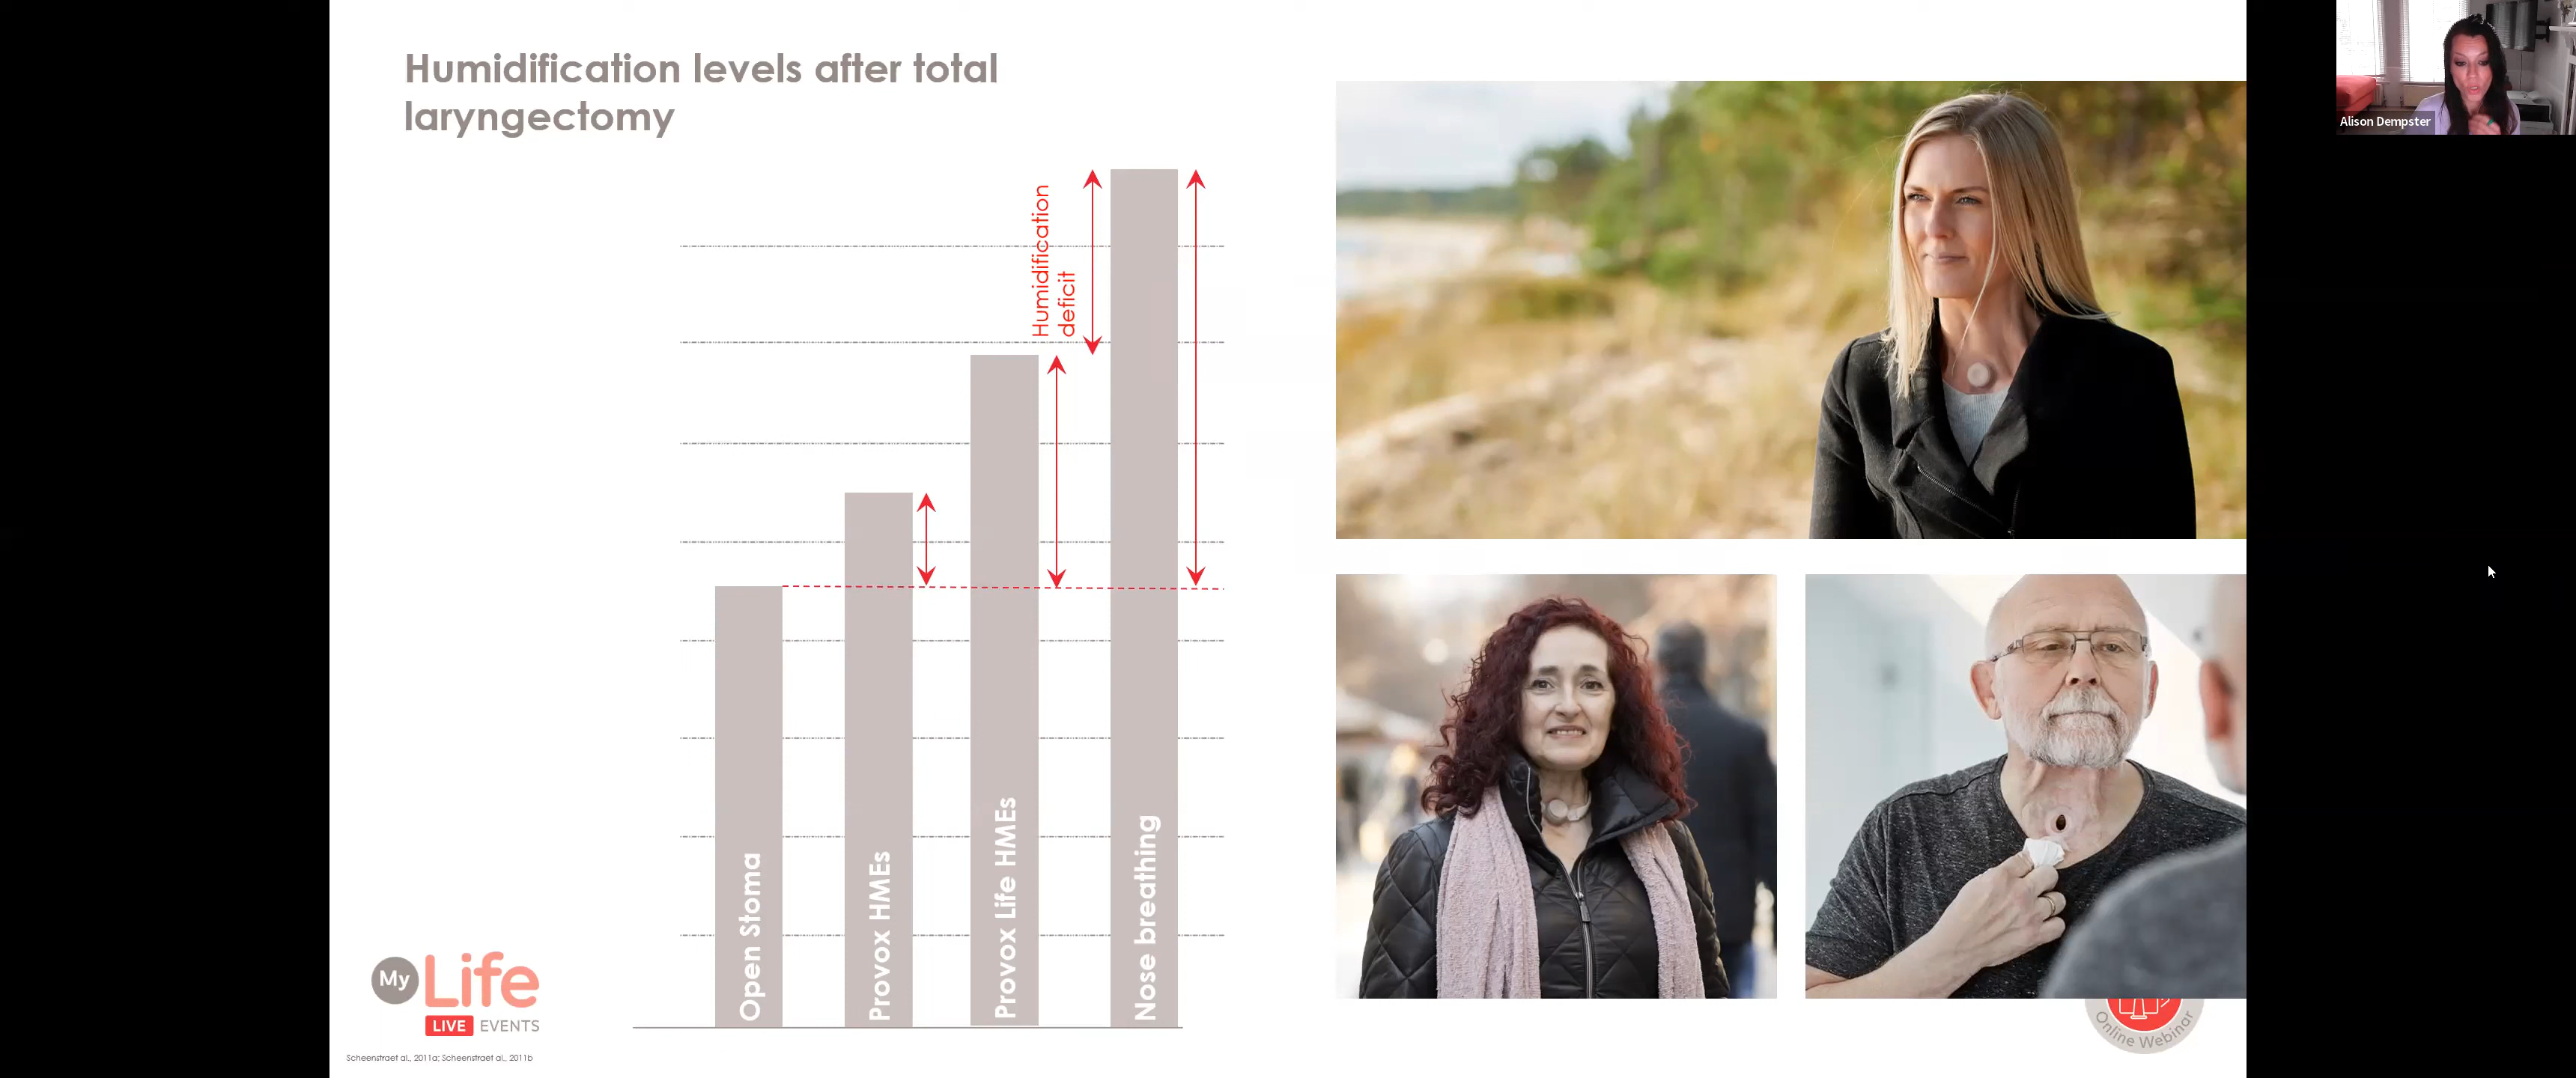 Humidification levels after total
laryngectomy
Humidification
deficit
Open Stoma
Provox HMEs
Provox Life HMEs
Nose breathing
My
Life
LIVE EVENTS
Scheenstraet al., 2011a; Scheenstraet al., 2011b
Online Webinar
Alison Dempster